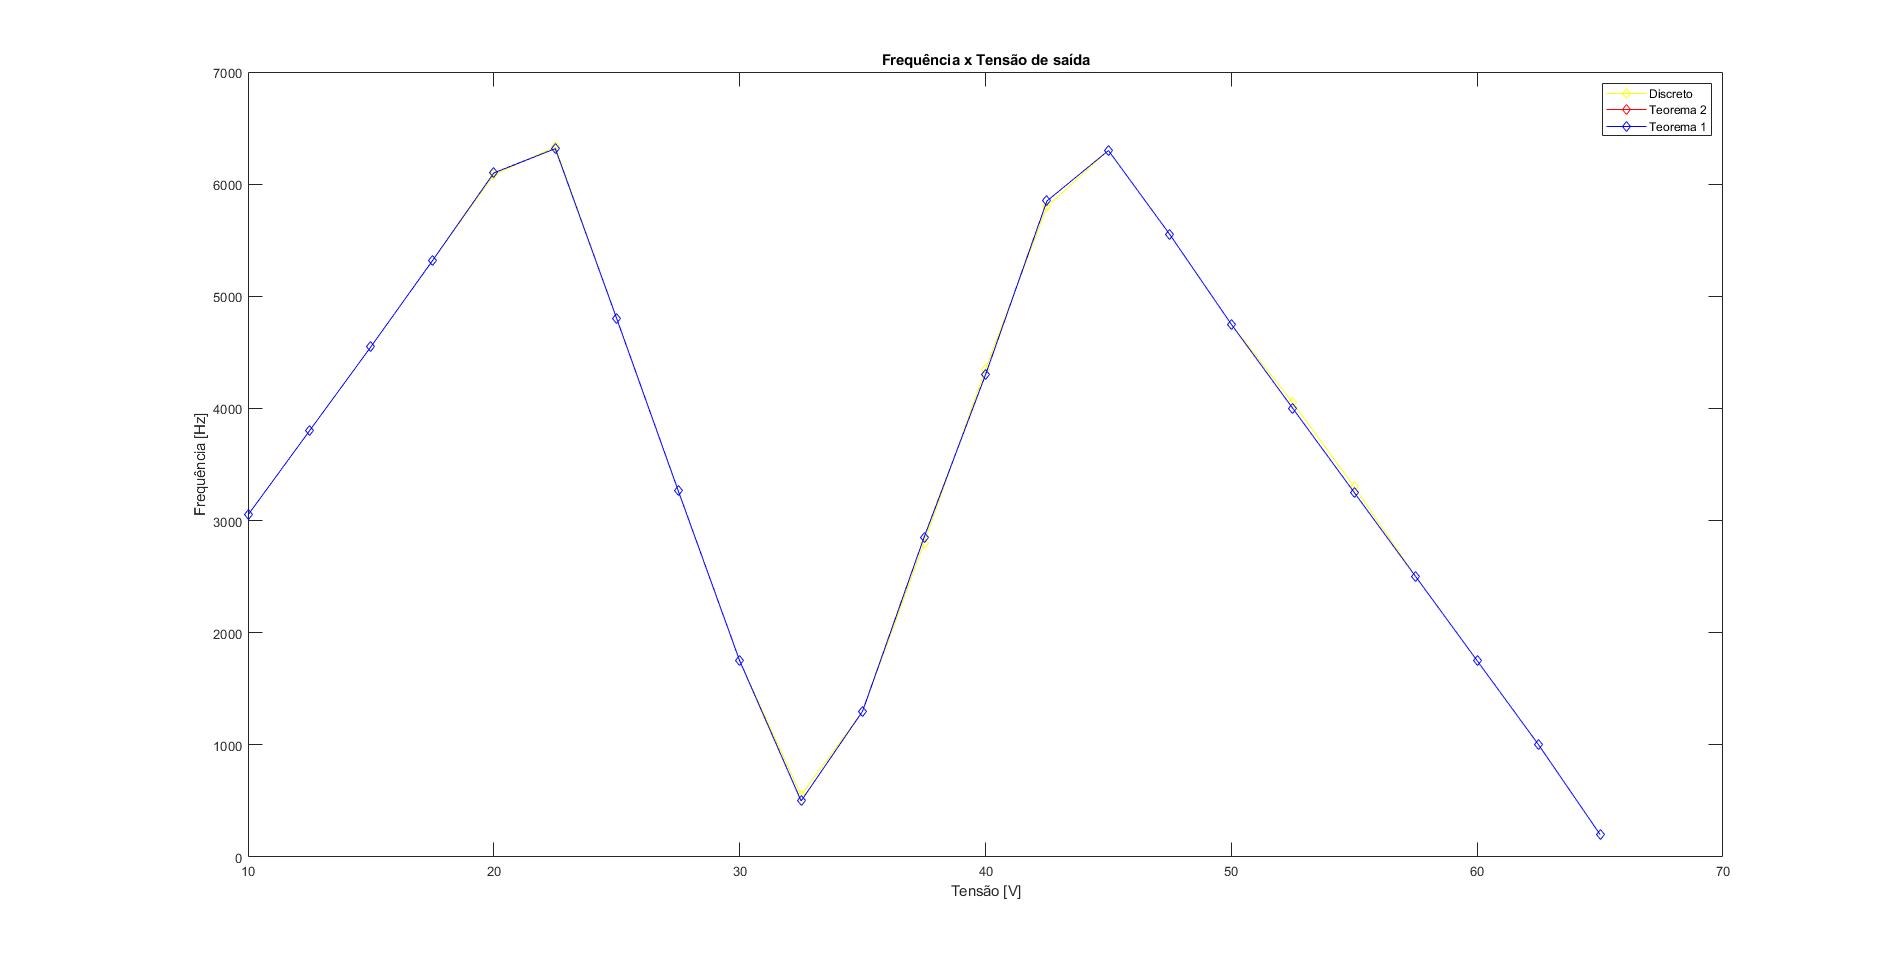 Frequência x Tensão de saída
7000
6000
5000
4000
3000
2000
1000
0
Frequência [Hz]
Discreto
Teorema 2
Teorema 1
10 20 30 40 50 60 70
Tensão [V]